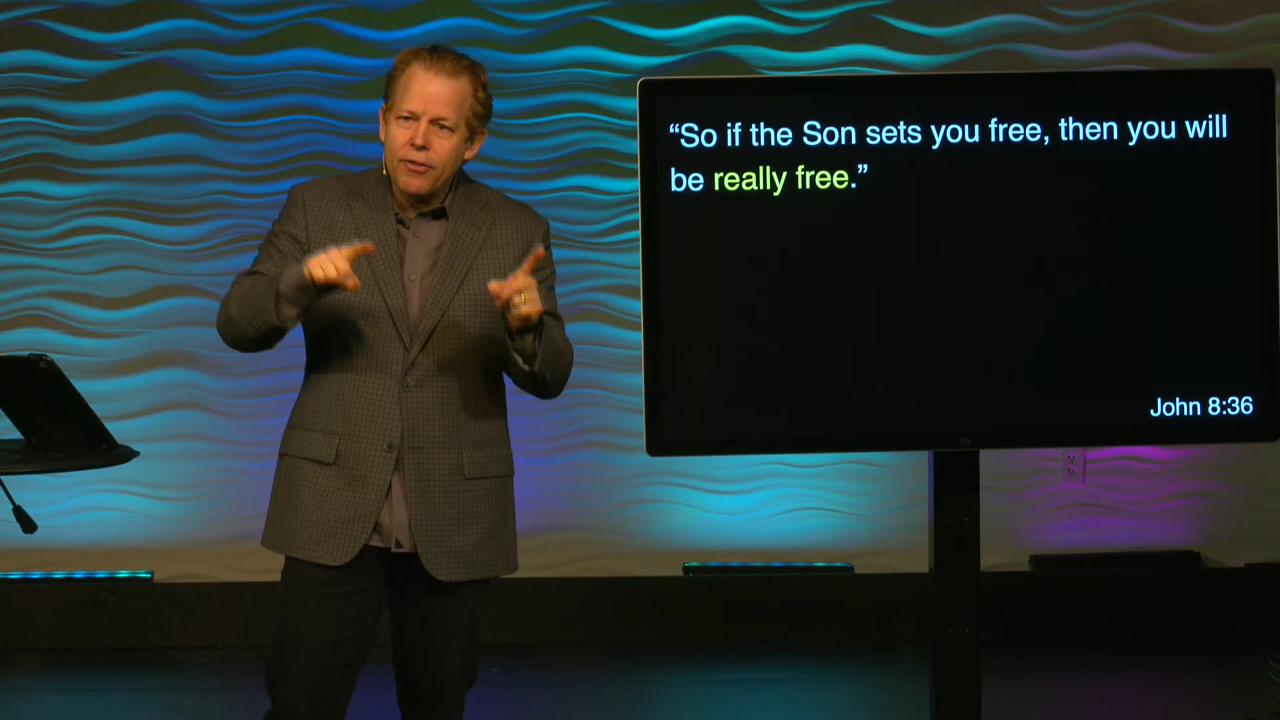 “So if the Son sets you free, then you will
be really free.”
John 8:36